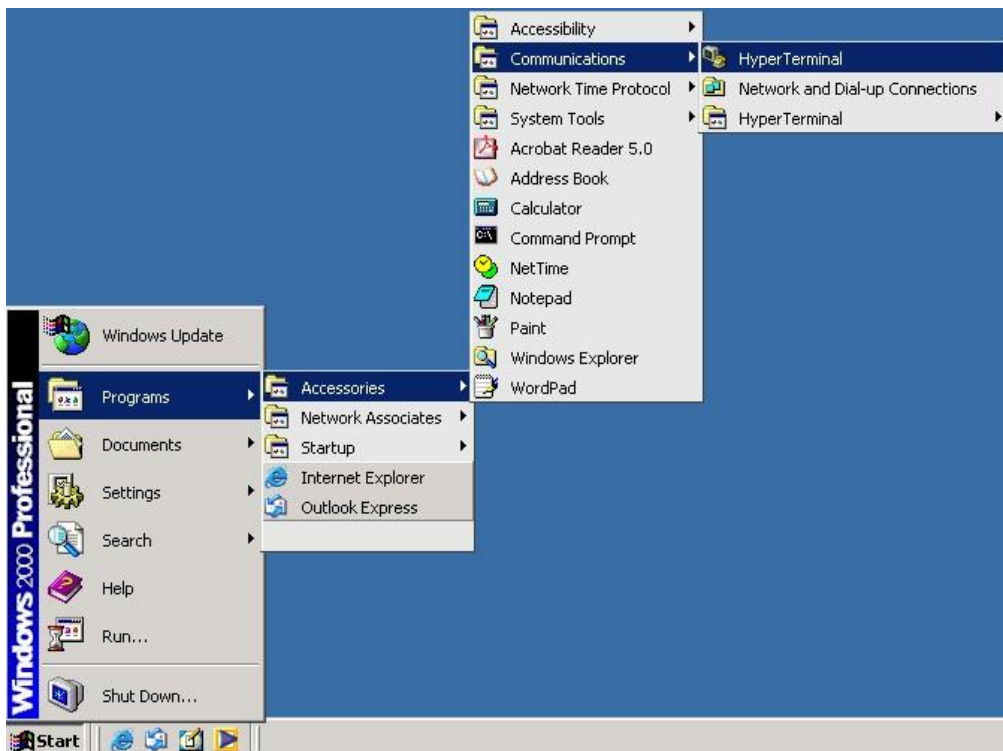 Accessibility
Communications
Network Time Protocol
System Tools
Acrobat Reader 5.0
Address Book
Calculator
Command Prompt
NetTime
Notepad
Paint
Windows Explorer
WordPad
HyperTerminal
Network and Dial-up Connections
HyperTerminal
Windows Update
Programs
Documents
Settings
Search
Help
Run...
Shut Down...
Accessories
Network Associates
Startup
Internet Explorer
Outlook Express
Windows 2000 Professional
Start